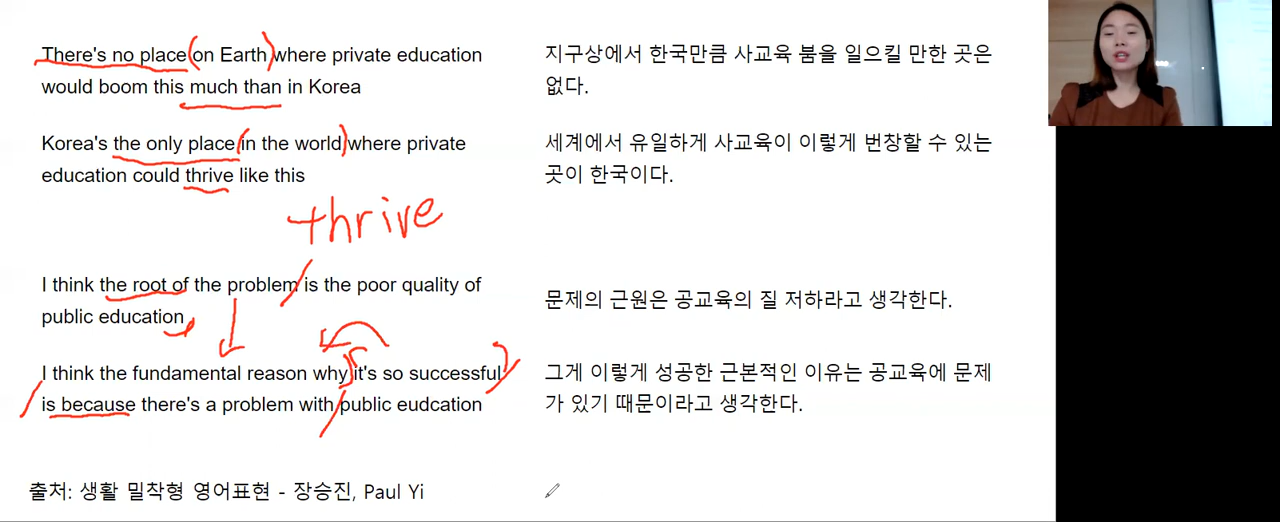 There's no place (on Earth) where private education
would boom this much than in Korea
지구상에서 한국만큼 사교육 붐을 일으킬 만한 곳은
없다.
Korea's the only place (in the world) where private
education could thrive like this
세계에서 유일하게 사교육이 이렇게 번창할 수 있는
곳이 한국이다.
thrive
I think the root of the problem / is the poor quality of
public education
문제의 근원은 공교육의 질 저하라고 생각한다.
I think the fundamental reason why it's so successful
is because there's a problem with public eudcation
그게 이렇게 성공한 근본적인 이유는 공교육에 문제
가 있기 때문이라고 생각한다.
출처: 생활 밀착형 영어표현 - 장승진, Paul Yi